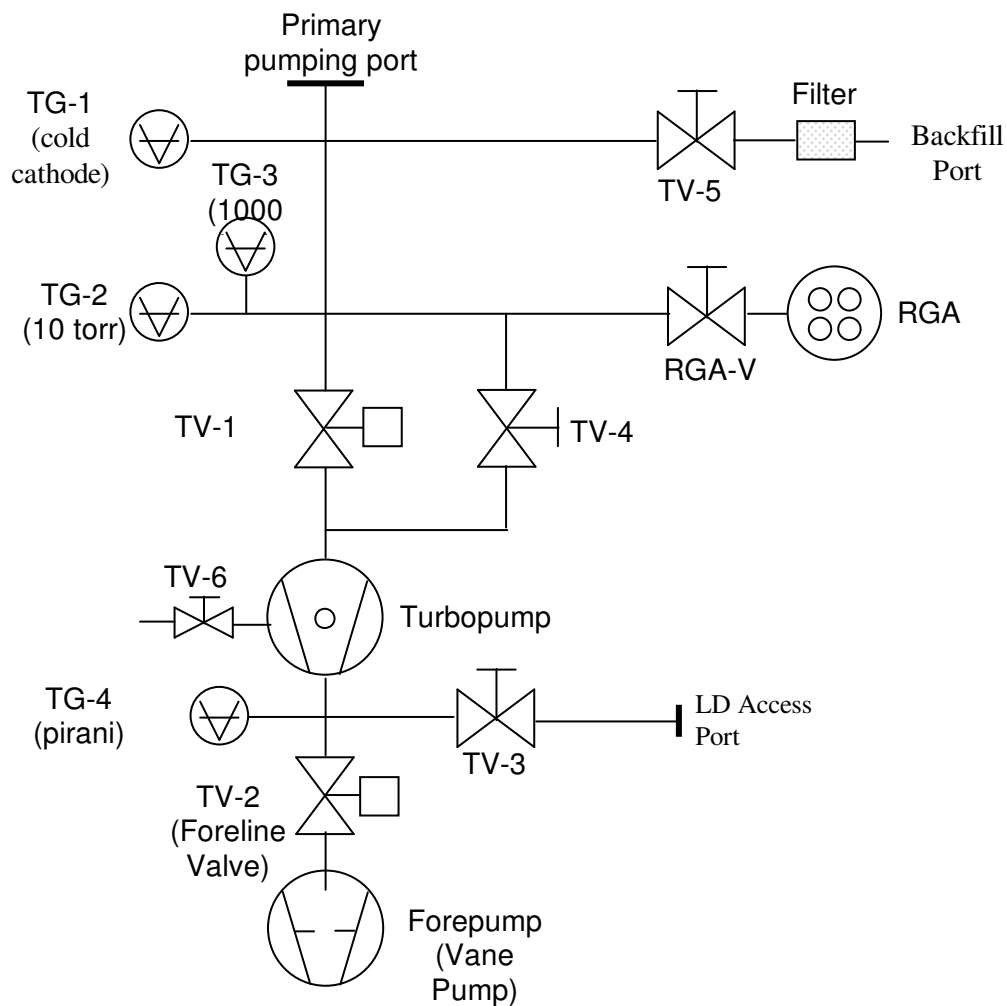 Primary
pumping port
TG-1
(cold
cathode)
Filter
Backfill
Port
TV-5
TG-3
(1000
TG-2
(10 torr)
RGA
RGA-V
TV-1
TV-4
TV-6
Turbopump
TG-4
(pirani)
LD Access
Port
TV-3
TV-2
(Foreline
Valve)
Forepump
(Vane
Pump)